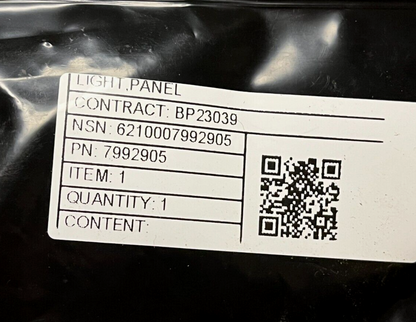 LIGHT,PANEL
CONTRACT: BP23039
NSN: 6210007992905
PN: 7992905
ITEM: 1
QUANTITY: 1
CONTENT: